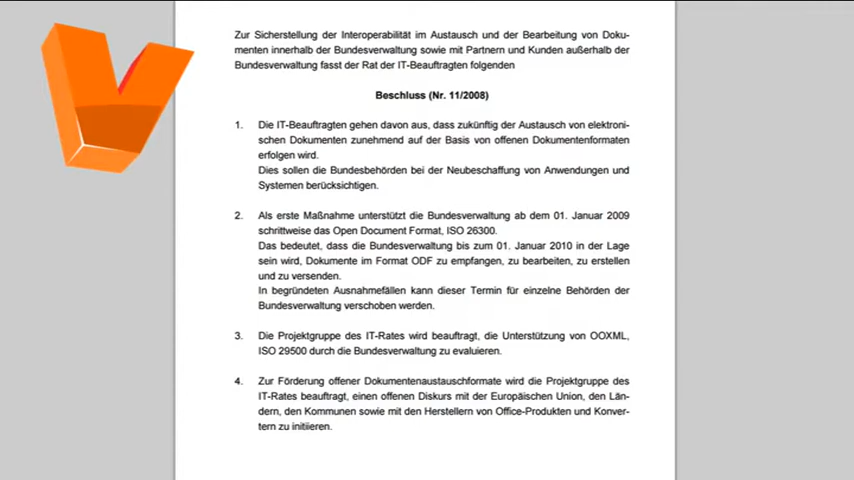 Zur Sicherstellung der Interoperabilität im Austausch und der Bearbeitung von Doku-
menten innerhalb der Bundesverwaltung sowie mit Partnern und Kunden außerhalb der
Bundesverwaltung fasst der Rat der IT-Beauftragten folgenden
Beschluss (Nr. 11/2008)
1. Die IT-Beauftragten gehen davon aus, dass zukünftig der Austausch von elektroni-
schen Dokumenten zunehmend auf der Basis von offenen Dokumentenformaten
erfolgen wird.
Dies sollen die Bundesbehörden bei der Neubeschaffung von Anwendungen und
Systemen berücksichtigen.
2. Als erste Maßnahme unterstützt die Bundesverwaltung ab dem 01. Januar 2009
schrittweise das Open Document Format, ISO 26300.
Das bedeutet, dass die Bundesverwaltung bis zum 01. Januar 2010 in der Lage
sein wird, Dokumente im Format ODF zu empfangen, zu bearbeiten, zu erstellen
und zu versenden.
In begründeten Ausnahmefällen kann dieser Termin für einzelne Behörden der
Bundesverwaltung verschoben werden.
3. Die Projektgruppe des IT-Rates wird beauftragt, die Unterstützung von OOXML,
ISO 29500 durch die Bundesverwaltung zu evaluieren.
4. Zur Förderung offener Dokumentenaustauschformate wird die Projektgruppe des
IT-Rates beauftragt, einen offenen Diskurs mit der Europäischen Union, den Län-
dern, den Kommunen sowie mit den Herstellern von Office-Produkten und Konver-
tern zu initiieren.